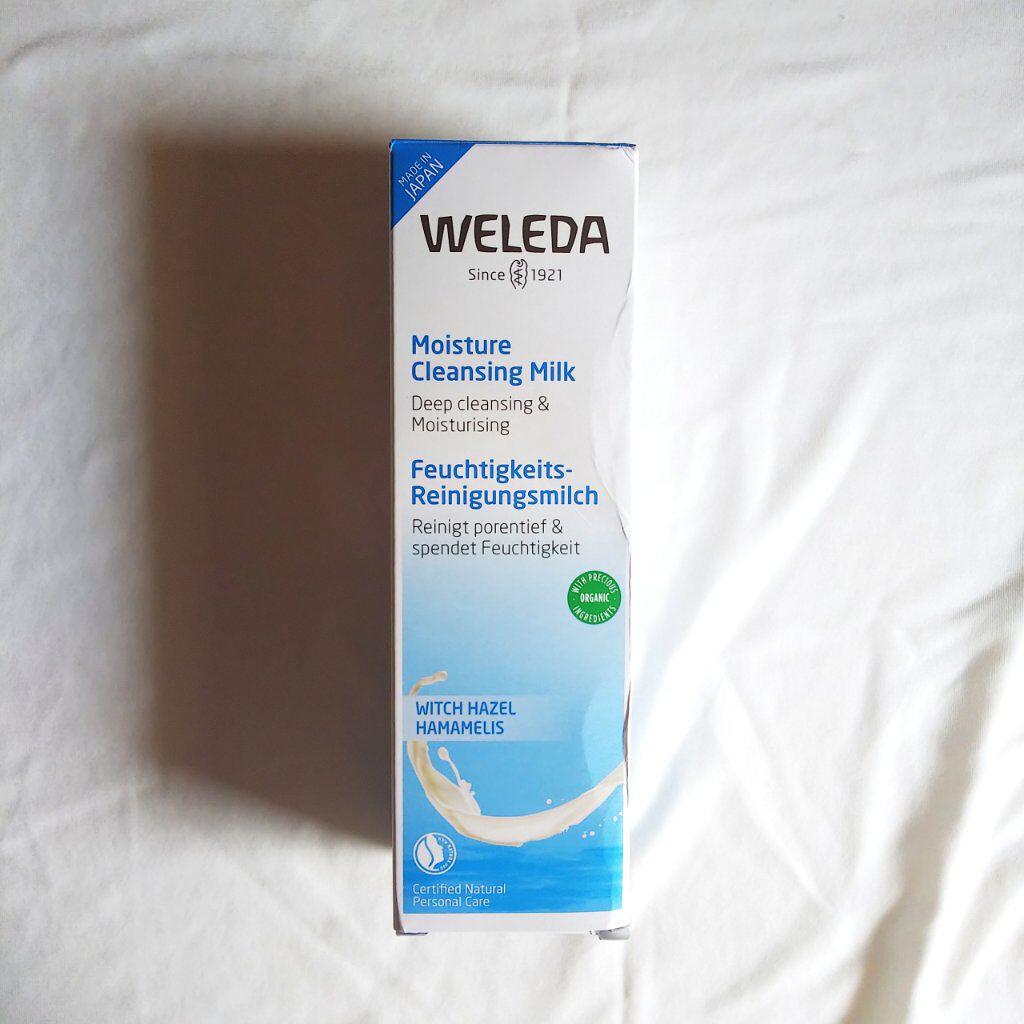 MADE IN
JAPAN
WELEDA
Since 1921
Moisture
Cleansing Milk
Deep cleansing &
Moisturising
Feuchtigkeits-
Reinigungsmilch
Reinigt porentief &
spendet Feuchtigkeit
WITH PRECIOUS
ORGANIC
INGREDIENTS
WITCH HAZEL
HAMAMELIS
Certified Natural
Personal Care